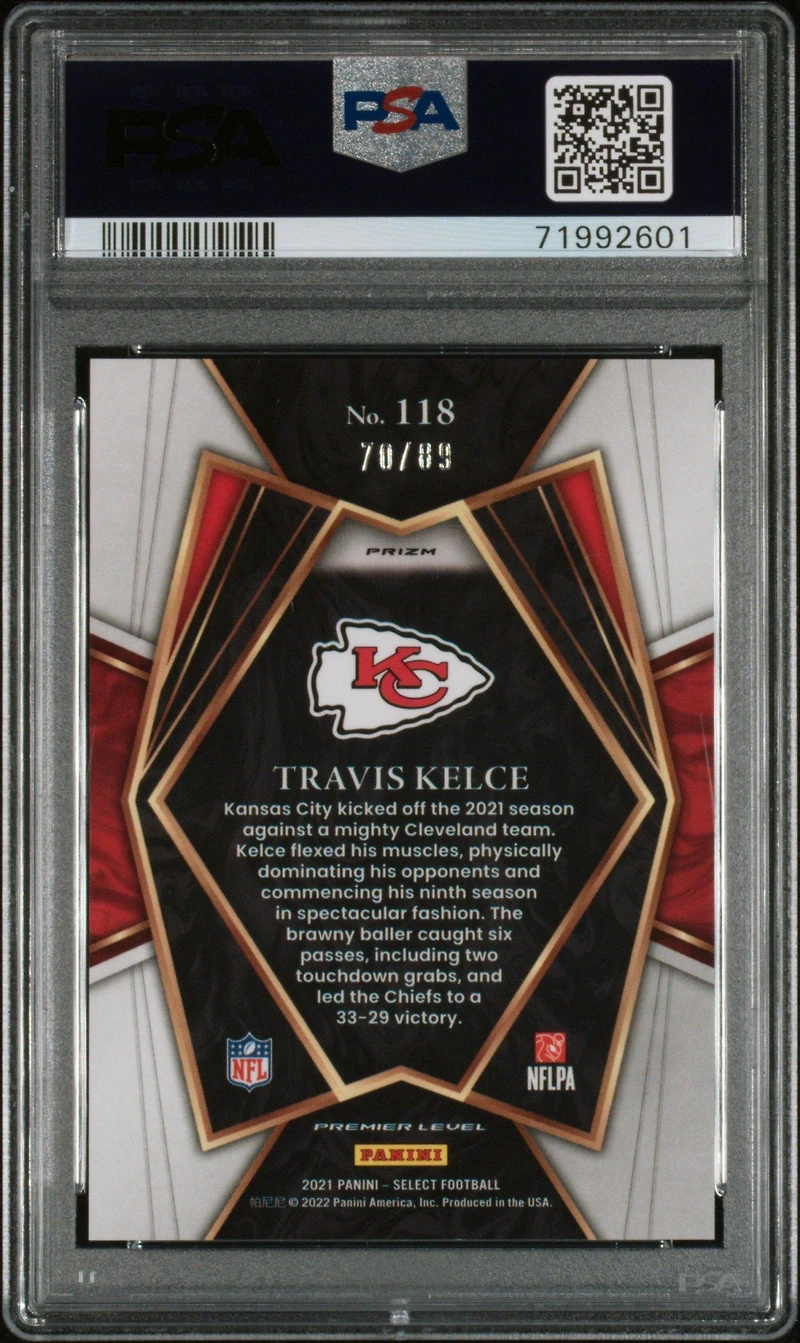 PSA
PSA
71992601
No. 118
70/89
PRIZM
KC
TRAVIS KELCE
Kansas City kicked off the 2021 season
against a mighty Cleveland team.
Kelce flexed his muscles, physically
dominating his opponents and
commencing his ninth season
in spectacular fashion. The
brawny baller caught six
passes, including two
touchdown grabs, and
led the Chiefs to a
33-29 victory.
NFL
NFLPA
PREMIER LEVEL
PANINI
2021 PANINI – SELECT FOOTBALL
帕尼尼 © 2022 Panini America, Inc. Produced in the USA.
PSA